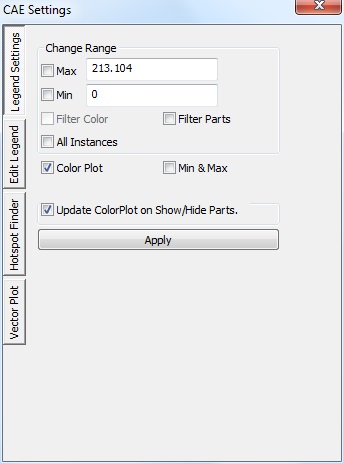 CAE Settings
Legend Settings
Edit Legend
Hotspot Finder
Vector Plot
Change Range
Max 213.104
Min 0
Filter Color Filter Parts
All Instances
Color Plot Min & Max
Update ColorPlot on Show/Hide Parts.
Apply